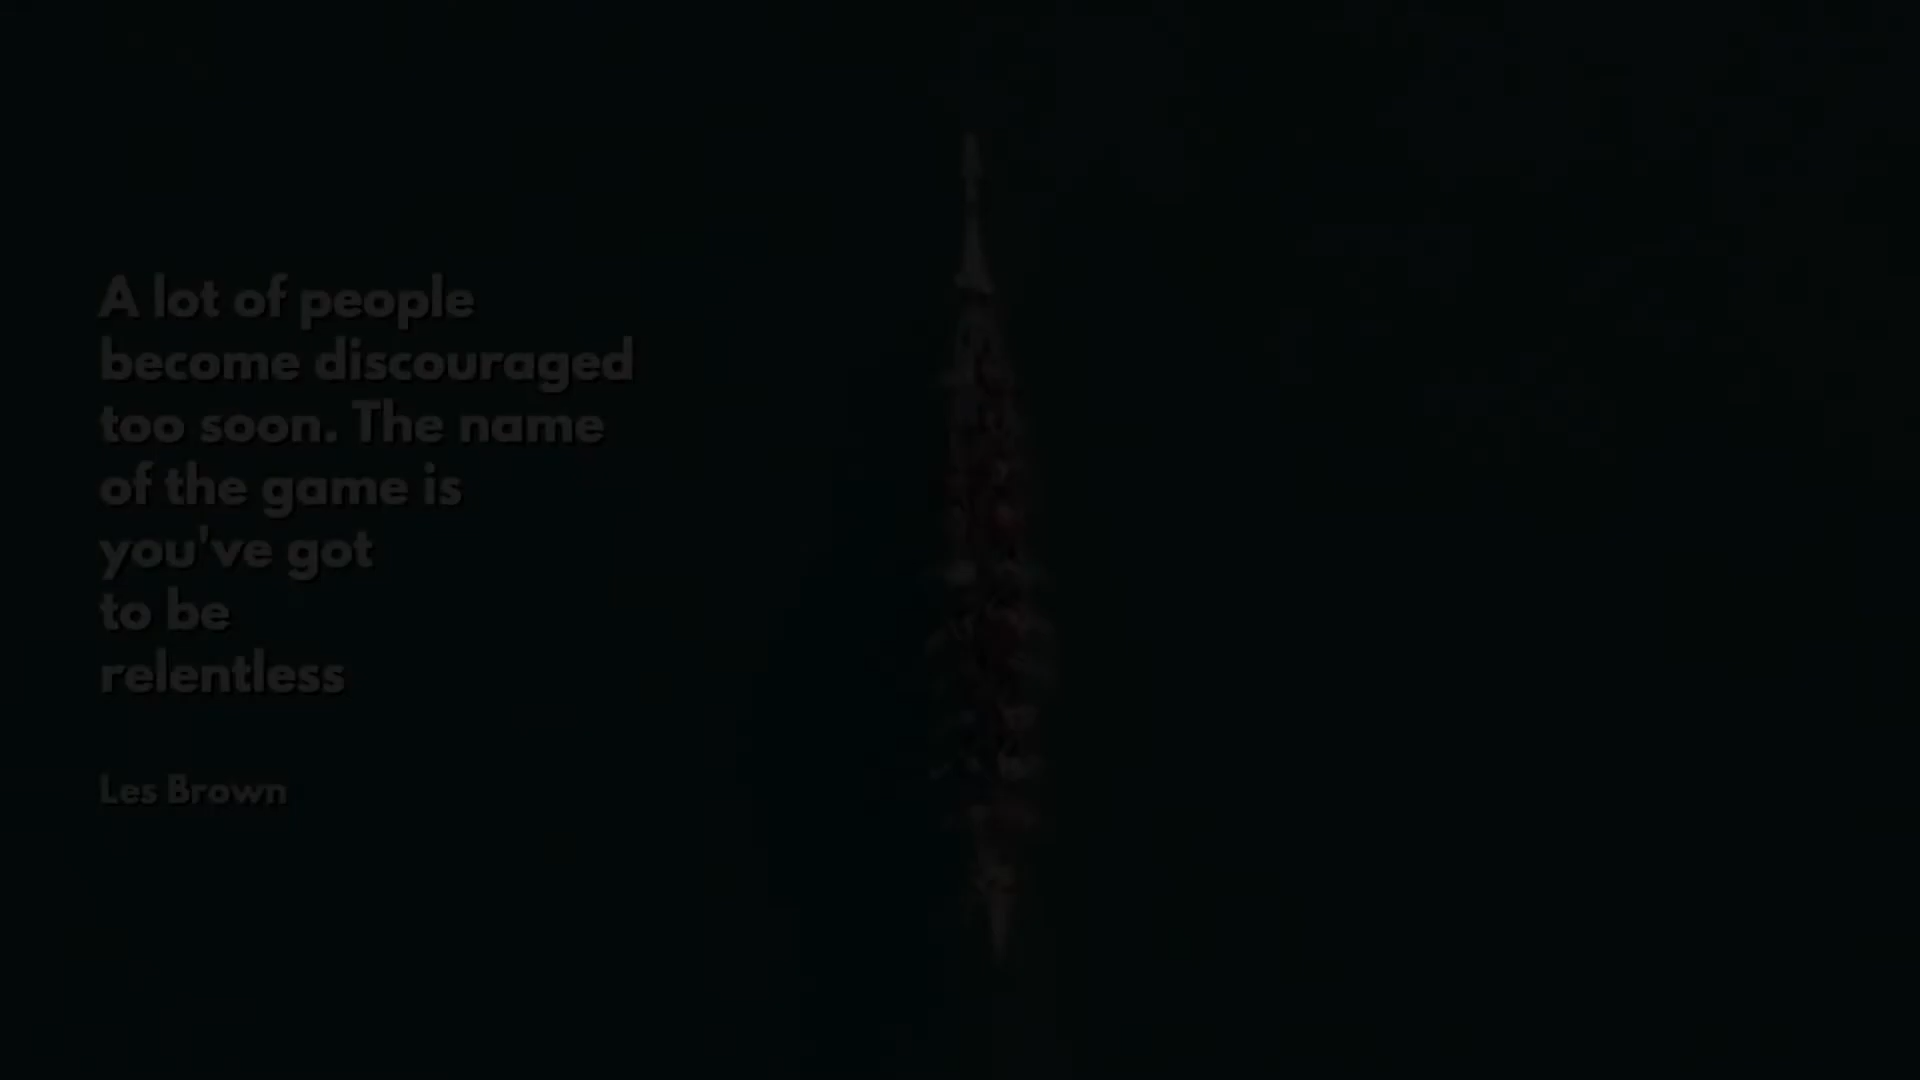 A lot of people
become discouraged
too soon. The name
of the game is
you've got
to be
relentless
Les Brown